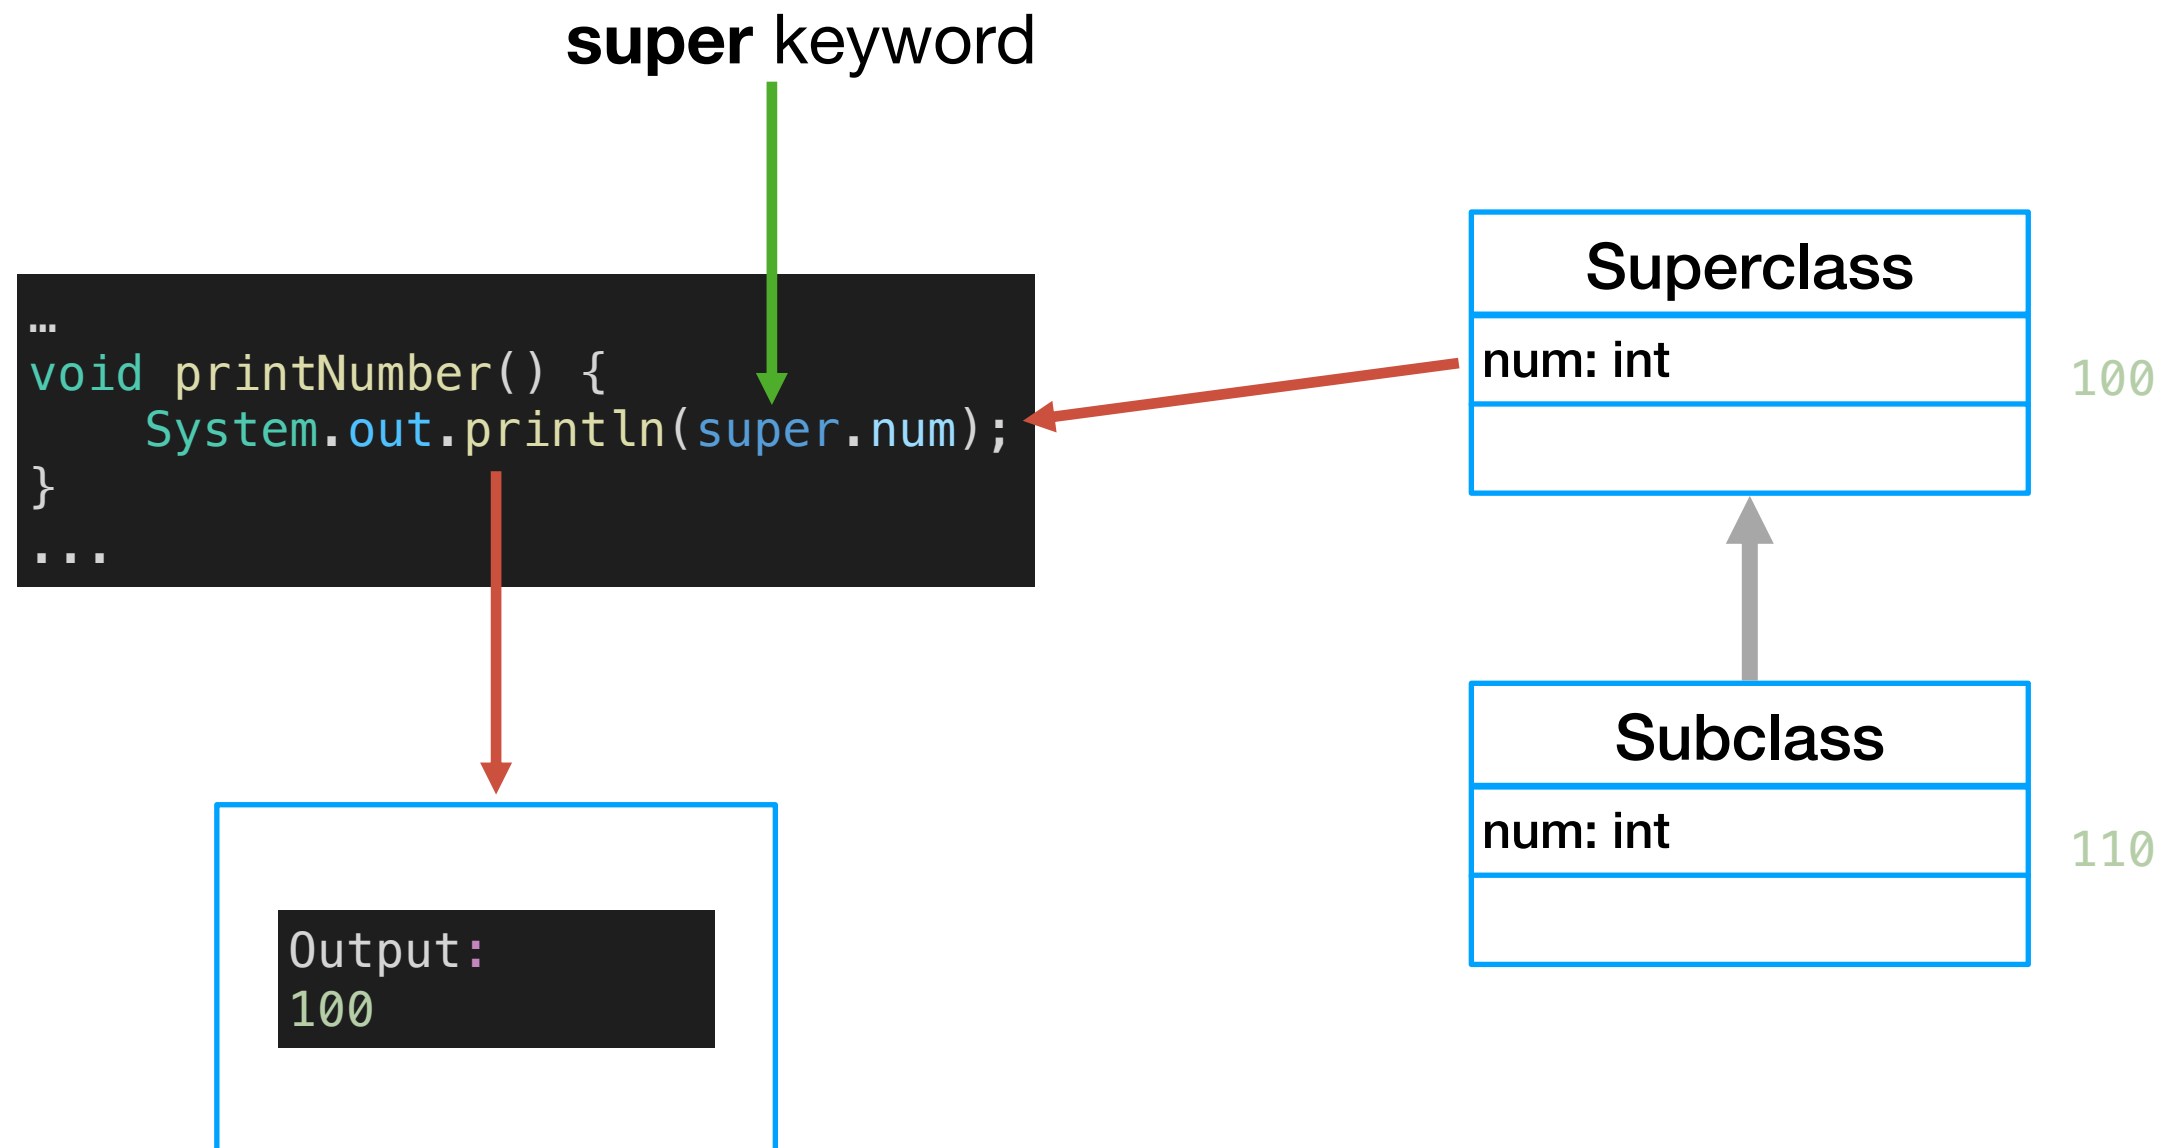 super keyword
…
void printNumber() {
    System.out.println(super.num);
}
...
Output:
100
Superclass
num: int
100
Subclass
num: int
110